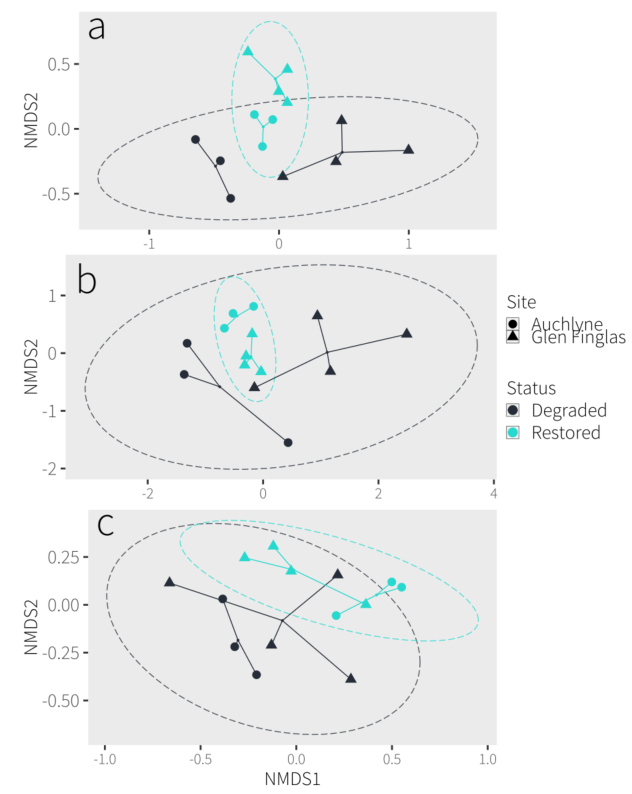 a
NMDS2
0.5
0.0
-0.5
-1
0
1
b
NMDS2
1
0
-1
-2
-2
0
2
4
Site
Auchlyne
Glen Finglas
Status
Degraded
Restored
c
NMDS2
0.25
0.00
-0.25
-0.50
-1.0
-0.5
0.0
0.5
1.0
NMDS1